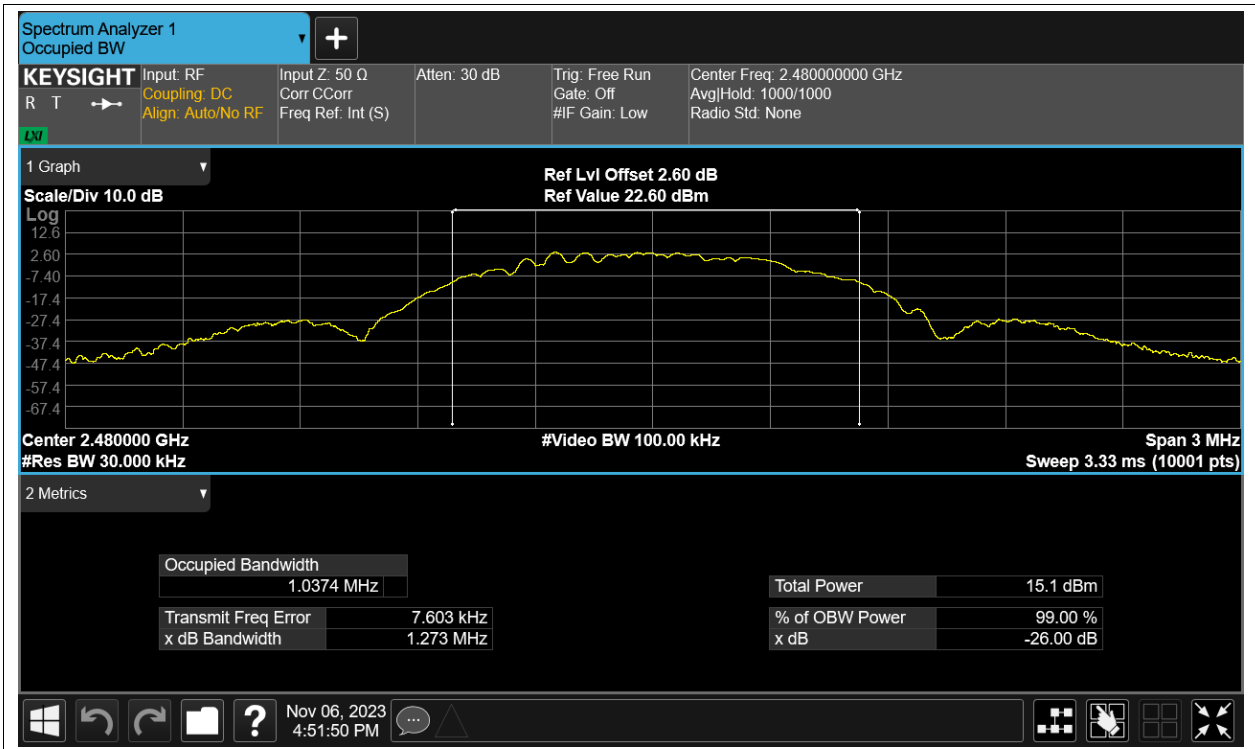 Spectrum Analyzer 1
Occupied BW
KEYSIGHT
R T
LXI
Input: RF
Coupling: DC
Align: Auto/No RF
Input Z: 50 Ω
Corr CCorr
Freq Ref: Int (S)
Atten: 30 dB
Trig: Free Run
Gate: Off
#IF Gain: Low
Center Freq: 2.480000000 GHz
Avg|Hold: 1000/1000
Radio Std: None
1 Graph
Scale/Div 10.0 dB
Ref Lvl Offset 2.60 dB
Ref Value 22.60 dBm
Log
12.6
2.60
-7.40
-17.4
-27.4
-37.4
-47.4
-57.4
-67.4
Center 2.480000 GHz
#Res BW 30.000 kHz
#Video BW 100.00 kHz
Span 3 MHz
Sweep 3.33 ms (10001 pts)
2 Metrics
Occupied Bandwidth
1.0374 MHz
Transmit Freq Error 7.603 kHz
x dB Bandwidth 1.273 MHz
Total Power 15.1 dBm
% of OBW Power 99.00 %
x dB -26.00 dB
?
Nov 06, 2023
4:51:50 PM